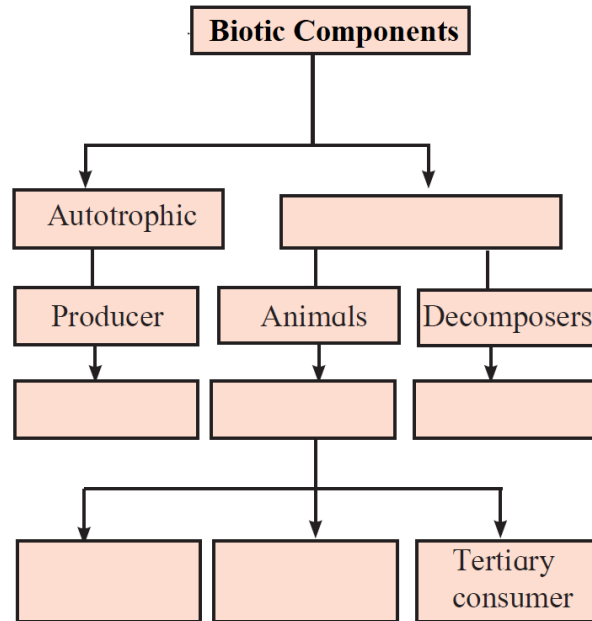 Biotic Components
Autotrophic
Producer
Animals
Decomposers
Tertiary
consumer